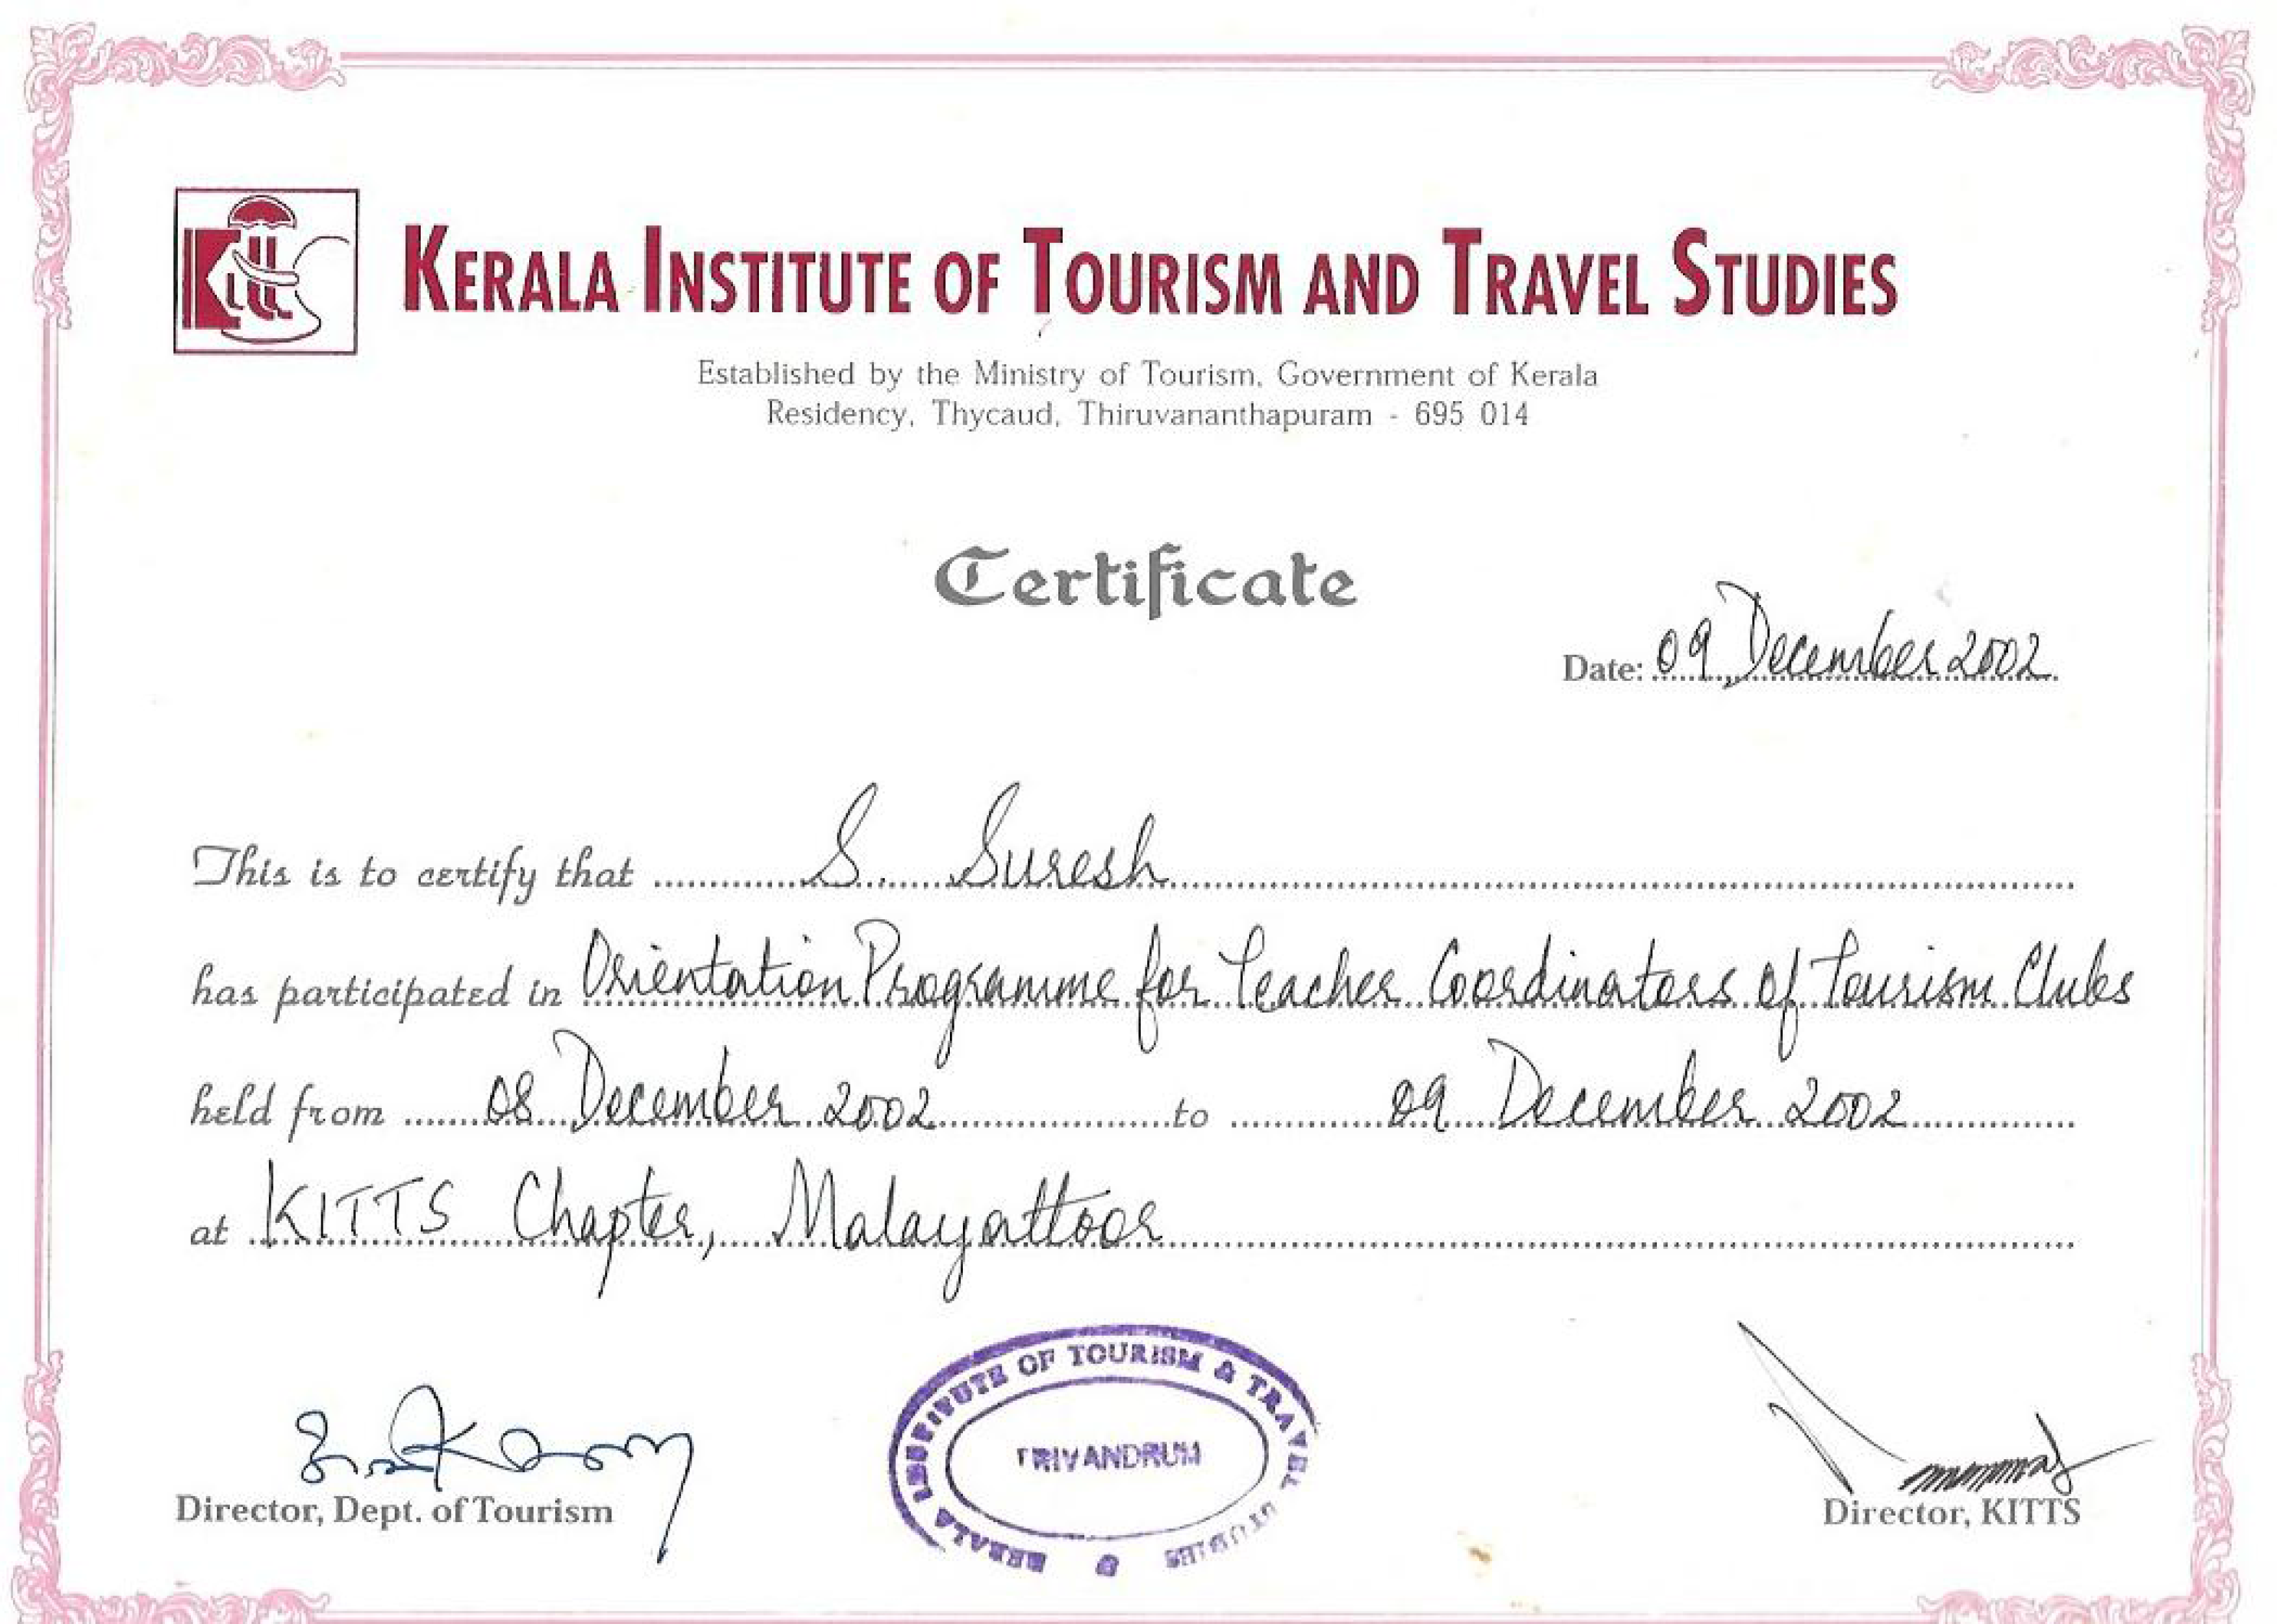 KITTS
KERALA INSTITUTE OF TOURISM AND TRAVEL STUDIES
Established by the Ministry of Tourism, Government of Kerala
Residency, Thycaud, Thiruvananthapuram - 695 014
Certificate
Date: 09, December 2002
This is to certify that S. Suresh
has participated in Orientation Programme for Teacher Coordinators of Tourism Clubs
held from 08 December 2002 to 09 December 2002
at KITTS Chapter, Malayattoor
KERALA INSTITUTE OF TOURISM & TRAVEL STUDIES
TRIVANDRUM
Director, Dept. of Tourism
Director, KITTS